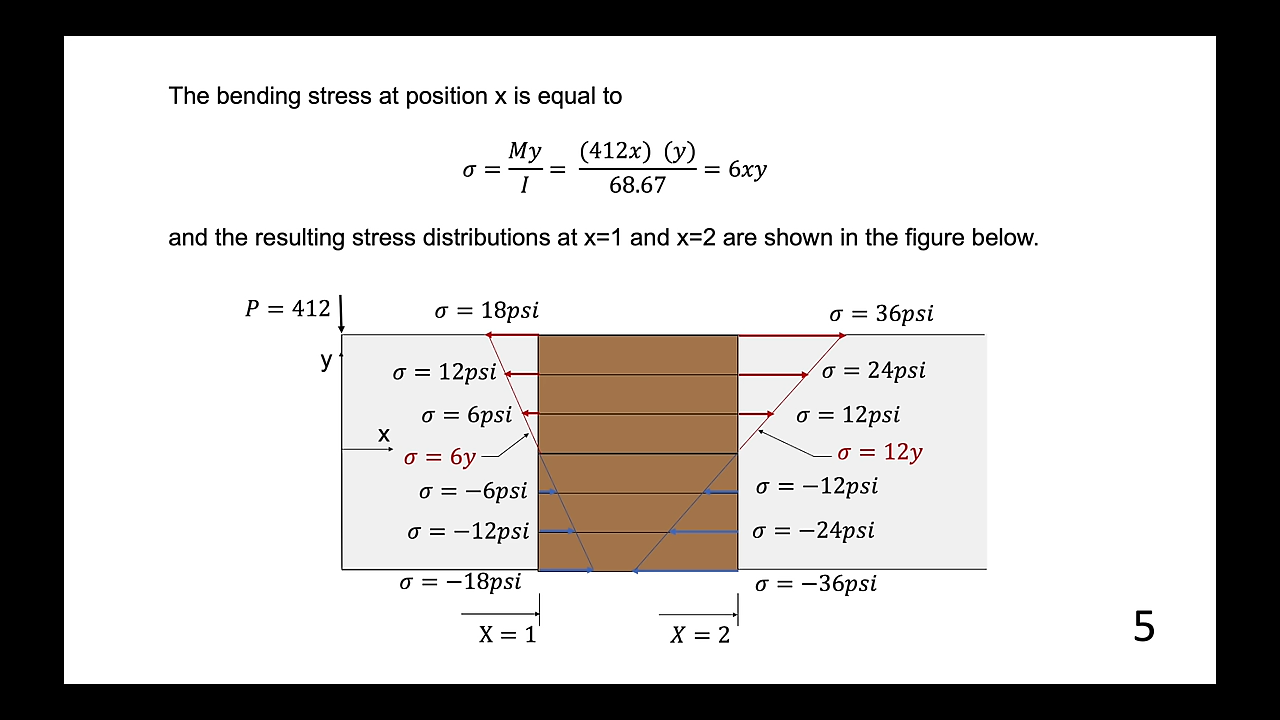 The bending stress at position x is equal to
σ = My/I = (412x) (y)/68.67 = 6xy
and the resulting stress distributions at x=1 and x=2 are shown in the figure below.
P = 412
σ = 18psi
σ = 36psi
y
σ = 12psi
σ = 24psi
σ = 6psi
σ = 12psi
x
σ = 6y
σ = 12y
σ = −6psi
σ = −12psi
σ = −12psi
σ = −24psi
σ = −18psi
σ = −36psi
X = 1
X = 2
5